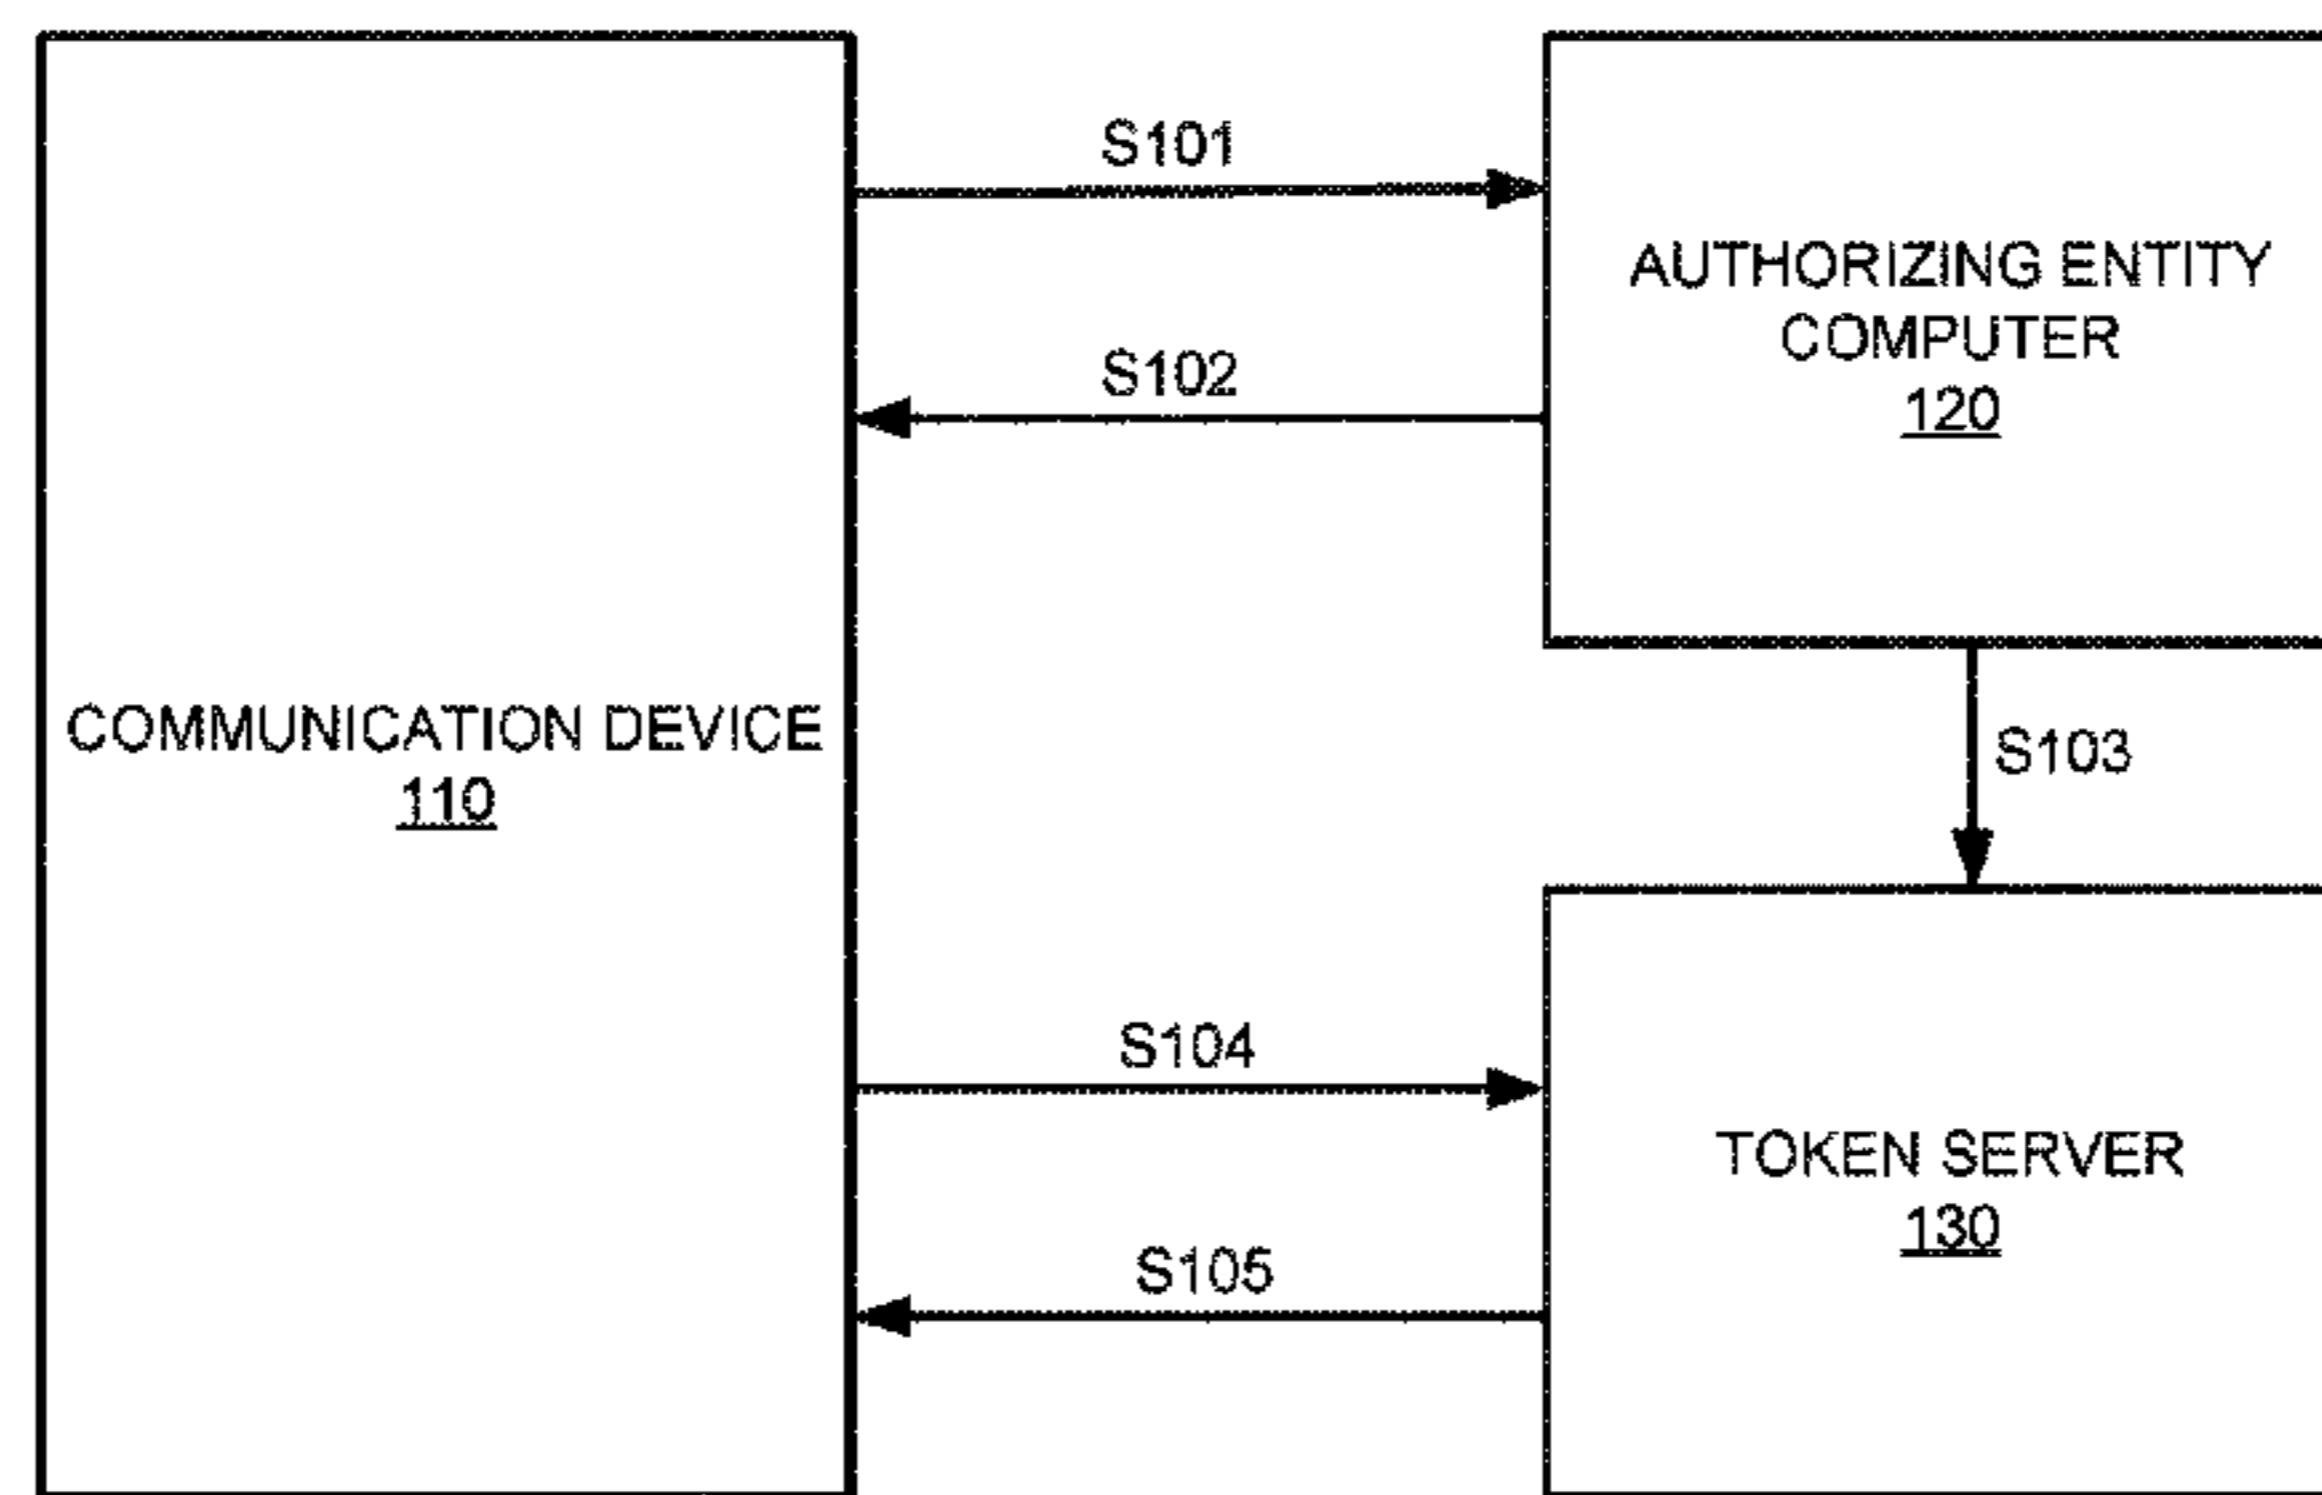 S101
AUTHORIZING ENTITY
COMPUTER
120
S102
COMMUNICATION DEVICE
110
S103
S104
TOKEN SERVER
130
S105